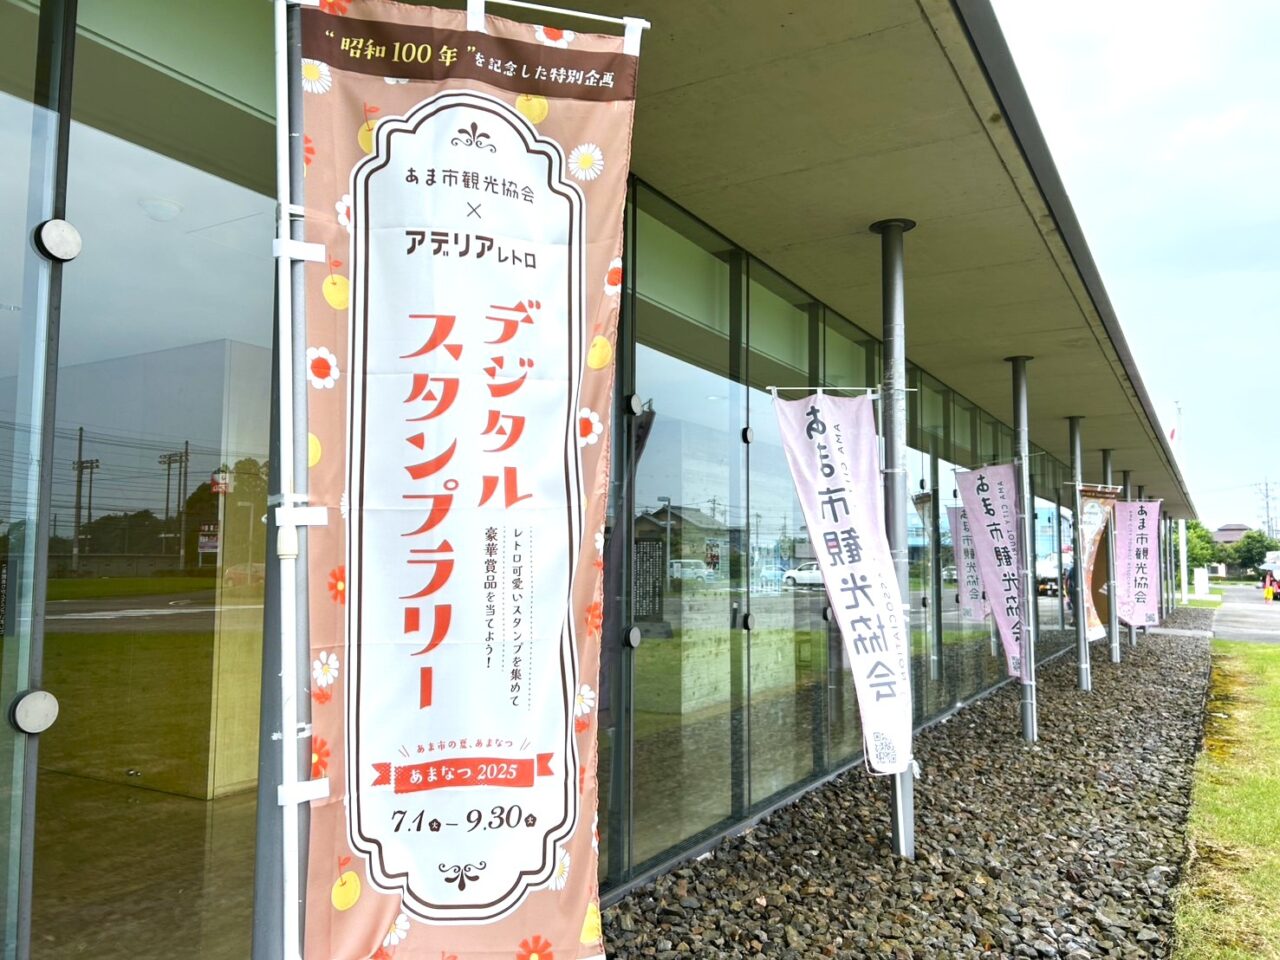 “昭和100年”を記念した特別企画
あま市観光協会
×
アデリアレトロ
デジタル
スタンプラリー
レトロ可愛いスタンプを集めて
豪華賞品を当てよう！
あま市の夏、あまなつ
あまなつ 2025
7.1㊋－9.30㊋
あま市観光協会
あま市観光協会
AMA CITY TOURI
あま市観光協会
あま市観光協会